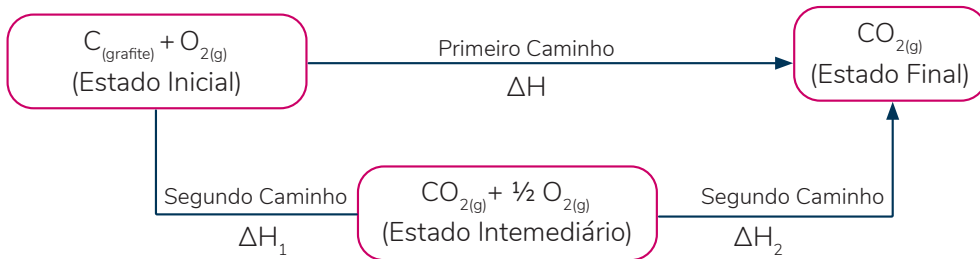 C(grafite) + O2(g)
(Estado Inicial)
Primeiro Caminho
ΔH
CO2(g)
(Estado Final)
Segundo Caminho
ΔH1
CO2(g) + ½ O2(g)
(Estado Intemediário)
Segundo Caminho
ΔH2